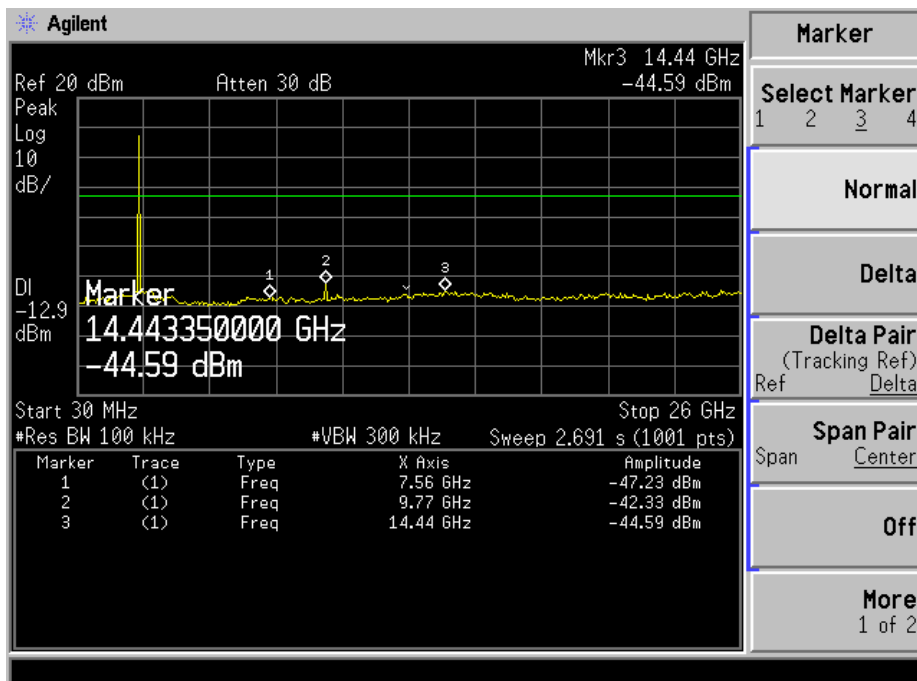 Agilent
Marker
Mkr3 14.44 GHz
Ref 20 dBm Atten 30 dB -44.59 dBm
Peak
Log
10
dB/
1
2
3
DI
-12.9
dBm
Marker
14.443350000 GHz
-44.59 dBm
Start 30 MHz Stop 26 GHz
#Res BW 100 kHz #VBW 300 kHz Sweep 2.691 s (1001 pts)
Marker Trace Type X Axis Amplitude
1 (1) Freq 7.56 GHz -47.23 dBm
2 (1) Freq 9.77 GHz -42.33 dBm
3 (1) Freq 14.44 GHz -44.59 dBm
Select Marker
1 2 3 4
Normal
Delta
Delta Pair
(Tracking Ref)
Ref Delta
Span Pair
Span Center
Off
More
1 of 2